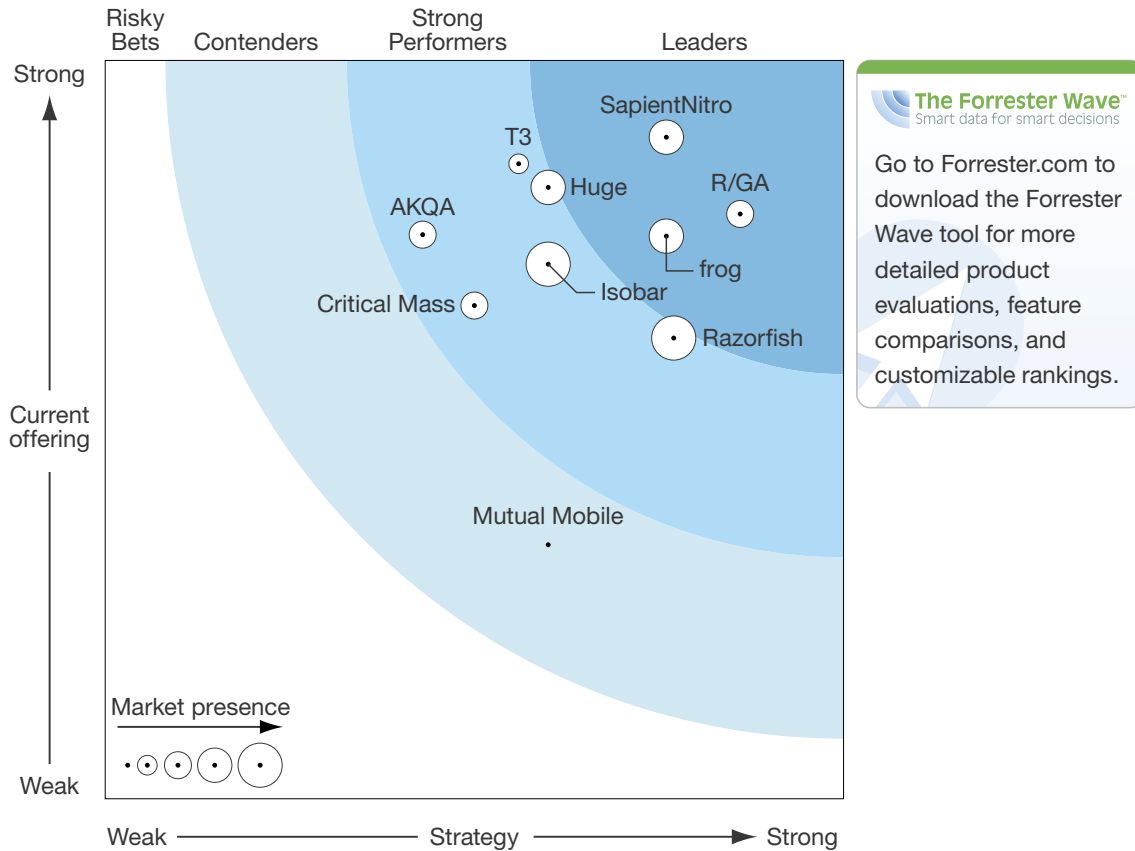 Risky
Bets
Contenders
Strong
Performers
Leaders
Strong
Current
offering
Weak
SapientNitro
T3
Huge
R/GA
AKQA
frog
Isobar
Critical Mass
Razorfish
Mutual Mobile
Market presence
Weak
Strategy
Strong
The Forrester Wave™
Smart data for smart decisions
Go to Forrester.com to
download the Forrester
Wave tool for more
detailed product
evaluations, feature
comparisons, and
customizable rankings.